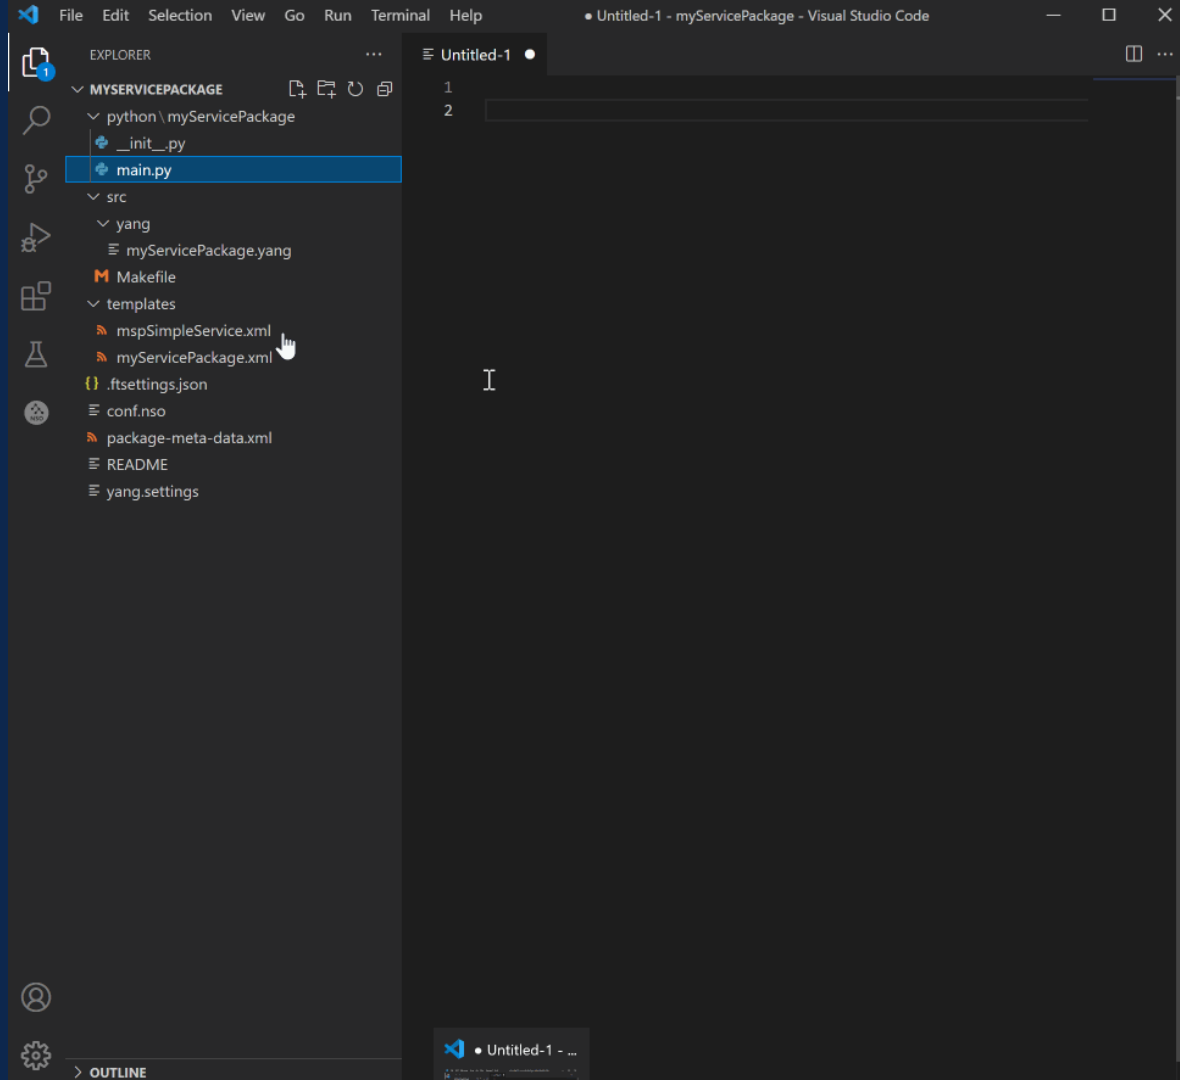 File Edit Selection View Go Run Terminal Help ● Untitled-1 - myServicePackage - Visual Studio Code
EXPLORER
Untitled-1
1
MYSERVICEPACKAGE
python\myServicePackage
__init__.py
main.py
src
yang
myServicePackage.yang
M Makefile
templates
mspSimpleService.xml
myServicePackage.xml
{} .ftsettings.json
conf.nso
NSO
package-meta-data.xml
README
yang.settings
OUTLINE
1
2
● Untitled-1 - ...